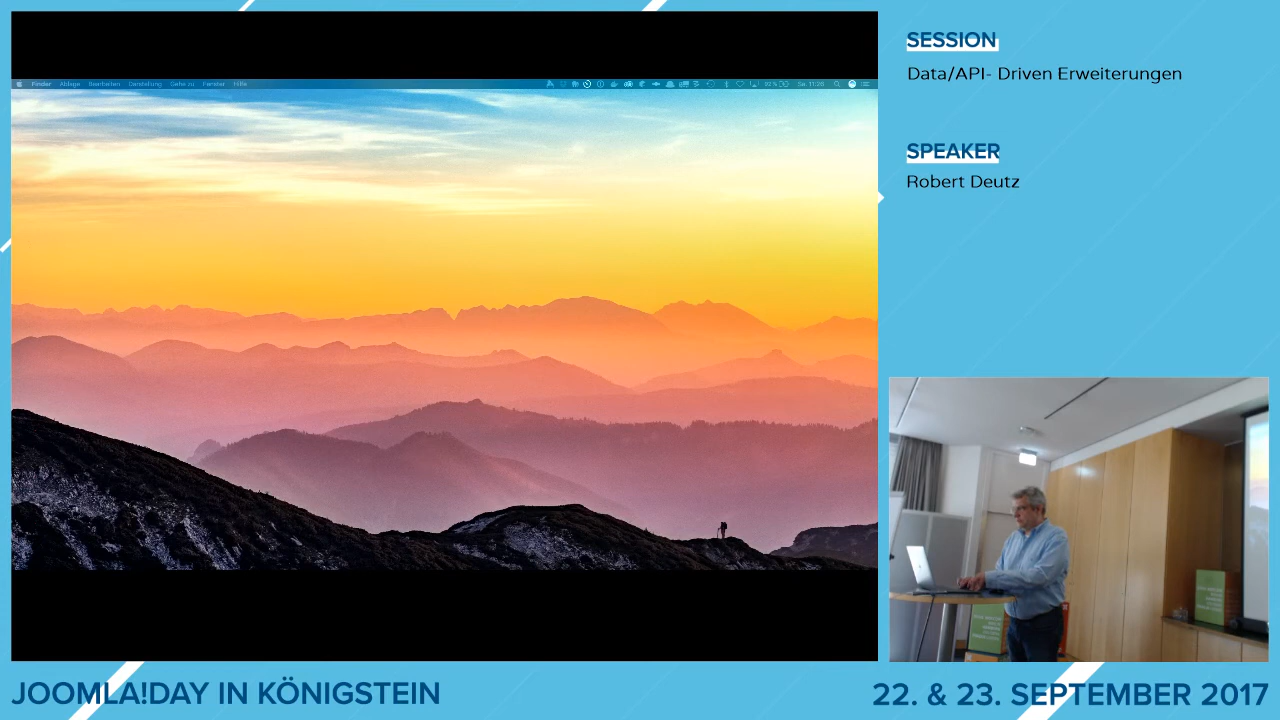 Finder Ablage Bearbeiten Darstellung Gehe zu Fenster Hilfe
SESSION
Data/API- Driven Erweiterungen
SPEAKER
Robert Deutz
JOOMLA!DAY IN KÖNIGSTEIN
22. & 23. SEPTEMBER 2017